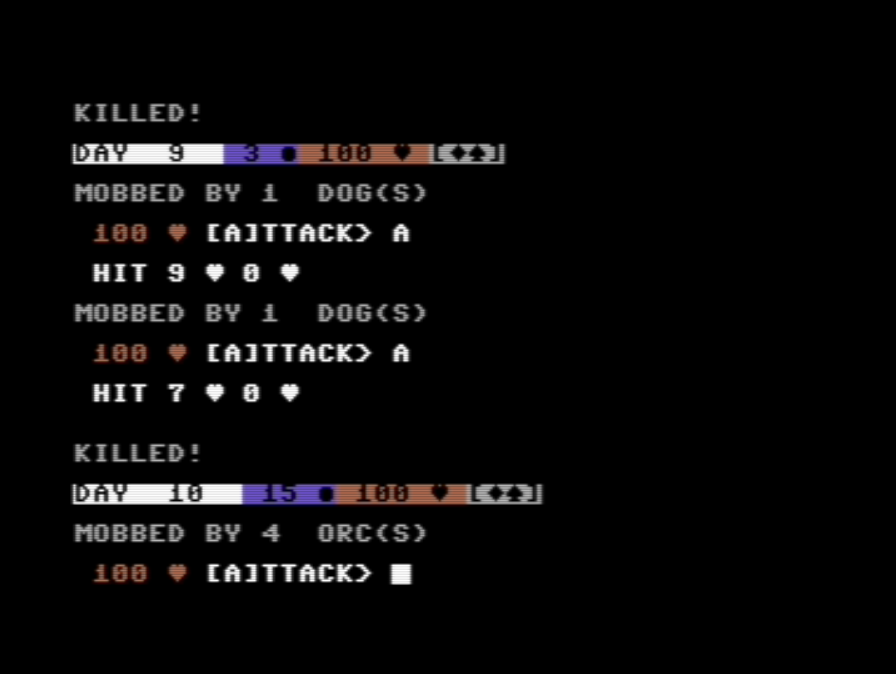 KILLED!
DAY 9 3 ● 100 ♥ [♦♠]
MOBBED BY 1 DOG(S)
100 ♥ [A]TTACK> A
HIT 9 ♥ 0 ♥
MOBBED BY 1 DOG(S)
100 ♥ [A]TTACK> A
HIT 7 ♥ 0 ♥
KILLED!
DAY 10 15 ● 100 ♥ [♦♠]
MOBBED BY 4 ORC(S)
100 ♥ [A]TTACK>